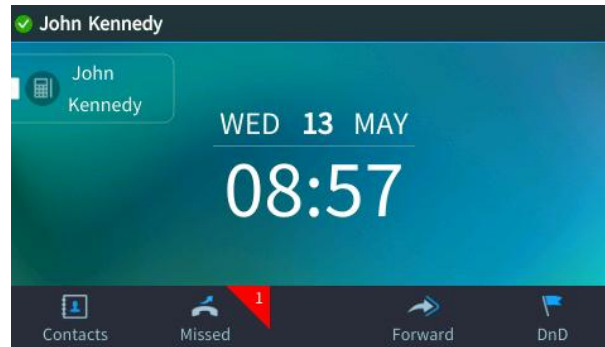 John Kennedy
John
Kennedy
WED 13 MAY
08:57
1
Contacts Missed Forward DnD